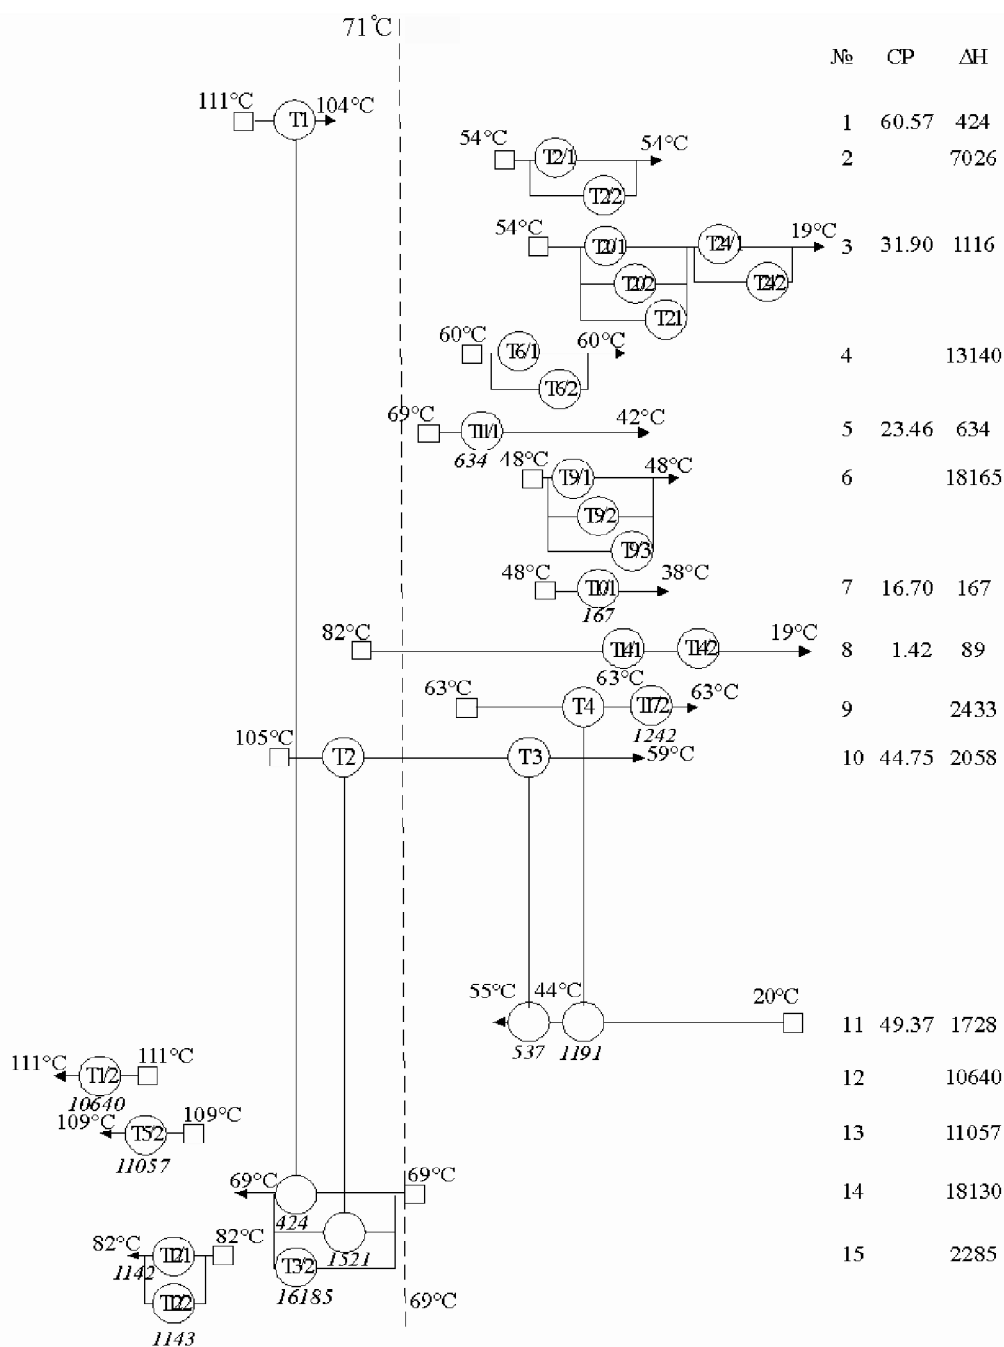 71°C
№ CP ΔH
111°C T1 104°C 1 60.57 424
54°C T2/1 54°C 2 7026
T2/2
54°C T20/1 T24/1 19°C 3 31.90 1116
T20/2 T24/2
T21
60°C T6/1 60°C 4 13140
T6/2
69°C T11/1 42°C 5 23.46 634
634
48°C T9/1 48°C 6 18165
T9/2
T9/3
48°C T10/1 38°C 7 16.70 167
167
82°C T14/1 T14/2 19°C 8 1.42 89
63°C
63°C T4 T17/2 63°C 9 2433
1242
105°C T2 T3 59°C 10 44.75 2058
55°C 44°C 20°C 11 49.37 1728
537 1191
111°C T1/2 111°C 12 10640
10640
109°C T5/2 109°C 13 11057
11057
69°C 69°C 14 18130
424
1521
82°C T12/1 82°C 15 2285
1142
T3/2
16185
T12/2 69°C
1143